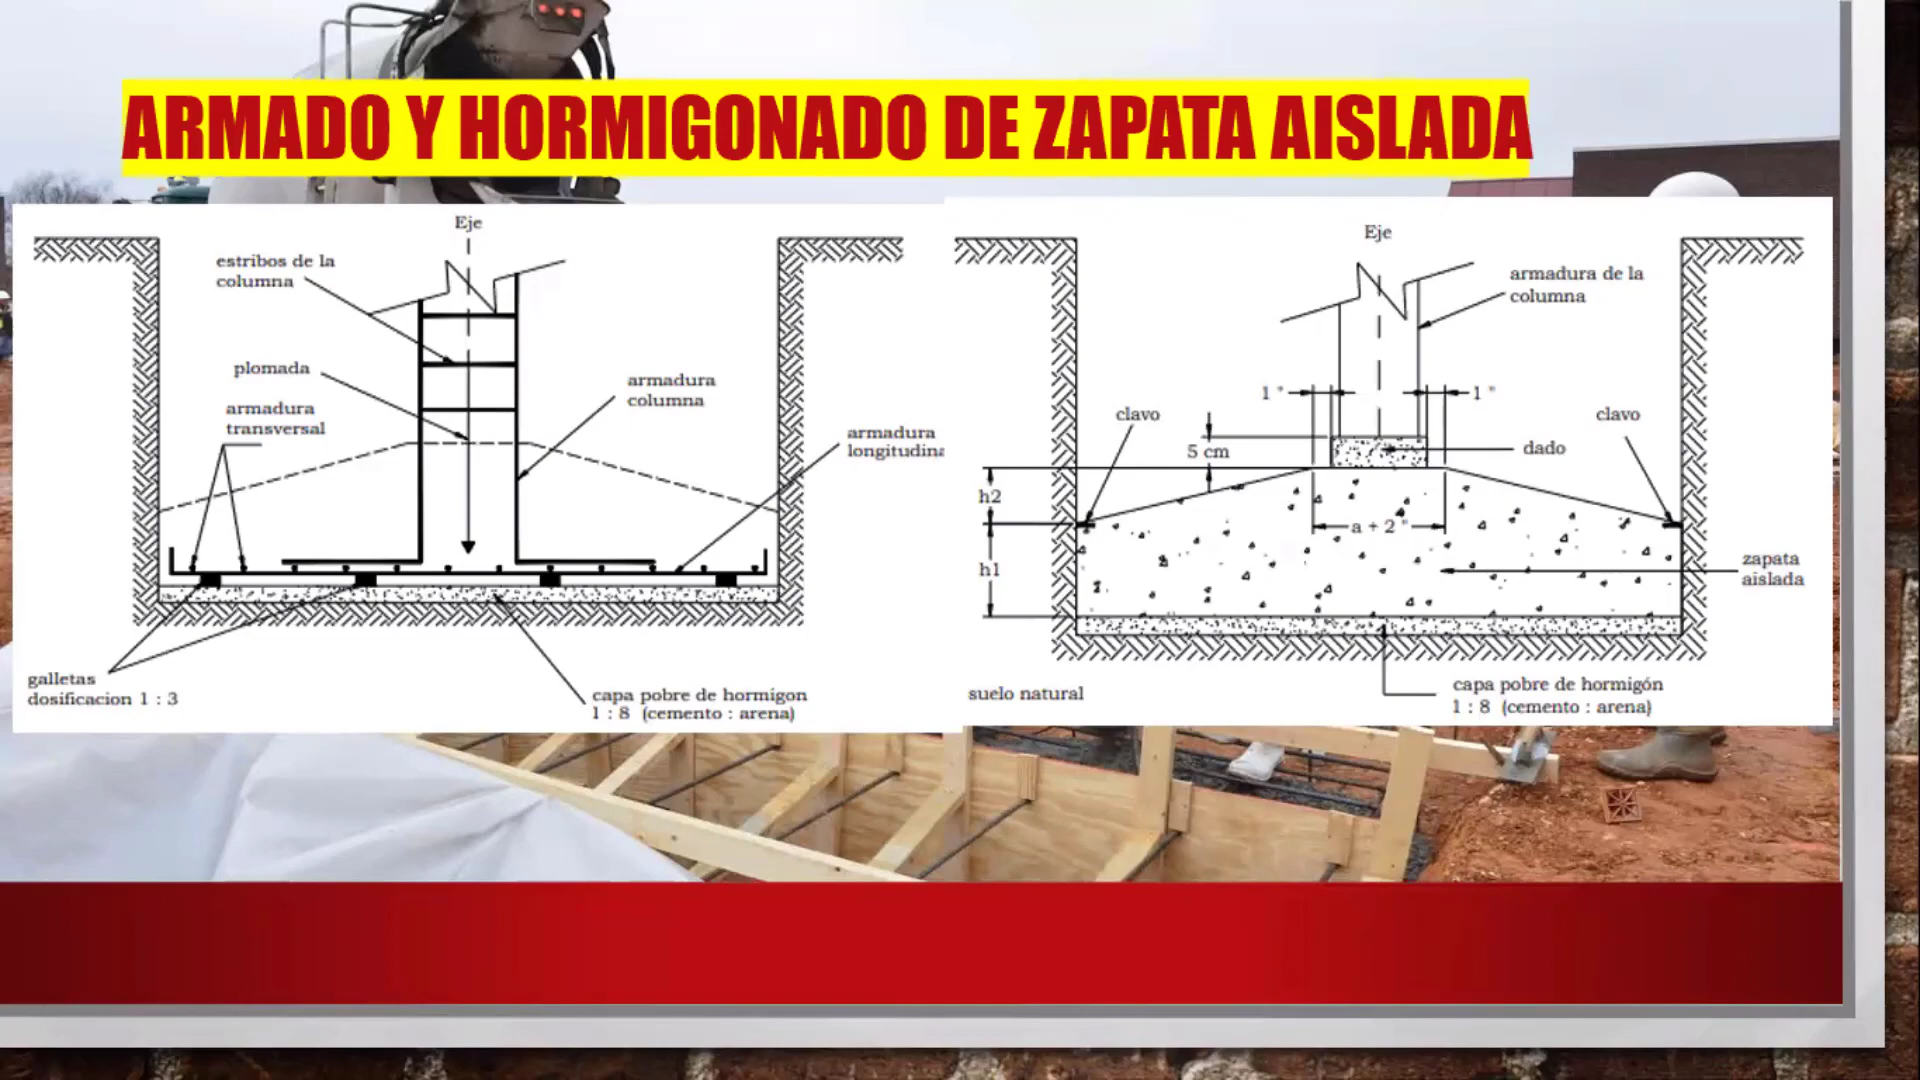 ARMADO Y HORMIGONADO DE ZAPATA AISLADA
Eje
estribos de la
columna
plomada
armadura
transversal
armadura
columna
armadura
longitudina
galletas
dosificacion 1 : 3
capa pobre de hormigon
1 : 8 (cemento : arena)
Eje
armadura de la
columna
1 "
1 "
clavo
clavo
5 cm
dado
h2
a + 2 "
h1
zapata
aislada
suelo natural
capa pobre de hormigón
1 : 8 (cemento : arena)